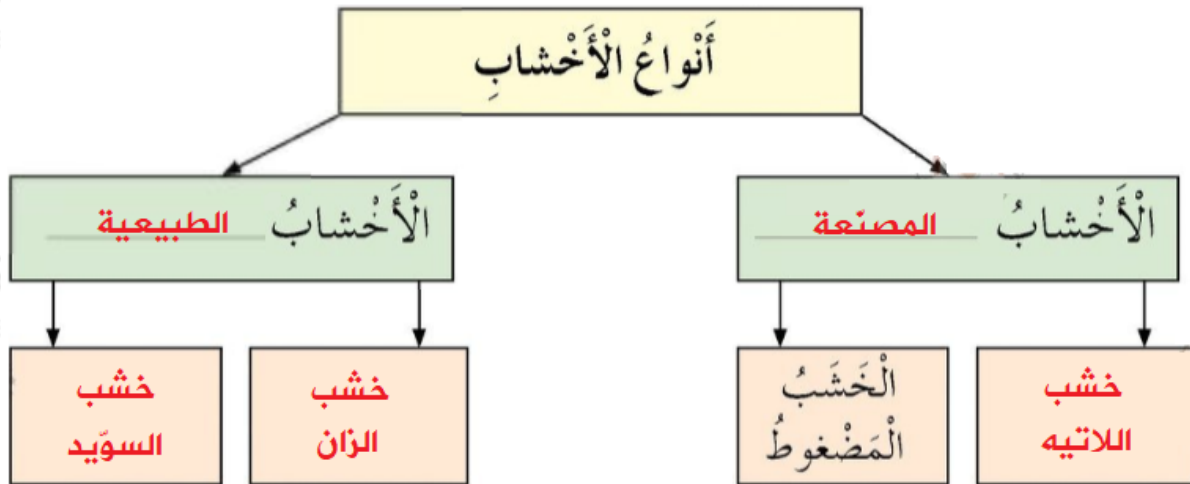 أَنْواعُ الْأَخْشابِ
الْأَخْشابُ المصنّعة
الْأَخْشابُ الطبيعية
خشب
اللاتيه
الْخَشَبُ
الْمَضْغوطُ
خشب
الزان
خشب
السوّيد